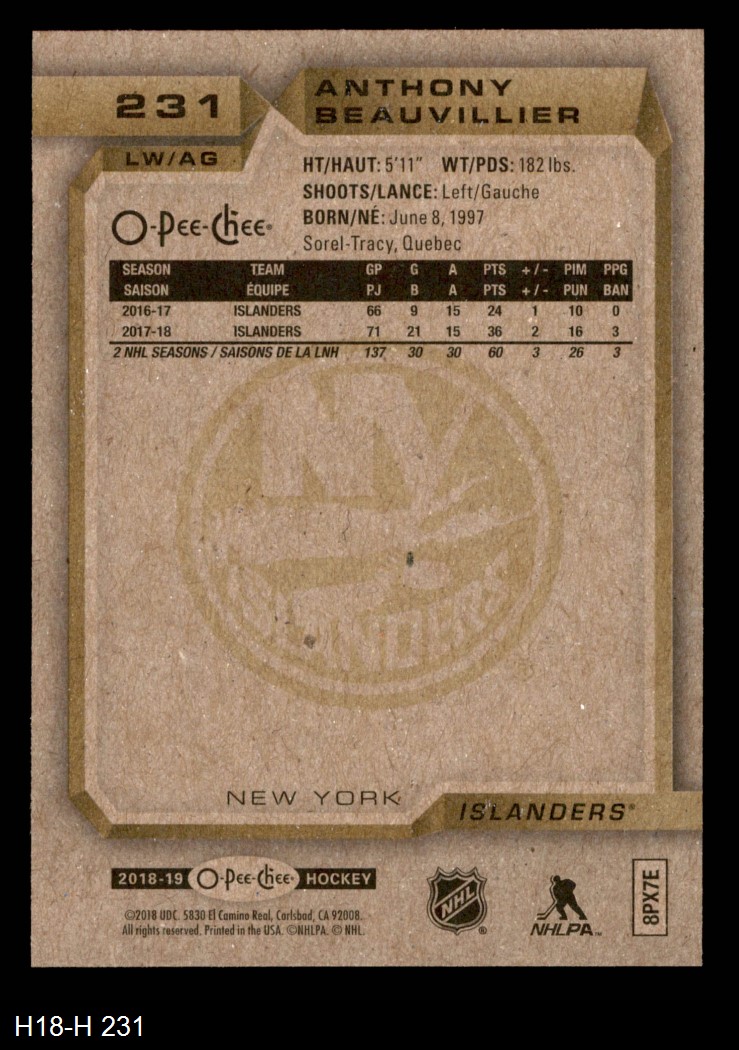 231
ANTHONY
BEAUVILLIER
LW/AG
HT/HAUT: 5'11" WT/PDS: 182 lbs.
SHOOTS/LANCE: Left/Gauche
BORN/NÉ: June 8, 1997
Sorel-Tracy, Quebec
O-PEE-CHEE®
SEASON TEAM GP G A PTS +/- PIM PPG
SAISON ÉQUIPE PJ B A PTS +/- PUN BAN
2016-17 ISLANDERS 66 9 15 24 1 10 0
2017-18 ISLANDERS 71 21 15 36 2 16 3
2 NHL SEASONS / SAISONS DE LA LNH 137 30 30 60 3 26 3
NY
ISLANDERS
NEW YORK
ISLANDERS®
2018-19 O-PEE-CHEE HOCKEY
©2018 UDC. 5830 El Camino Real, Carlsbad, CA 92008.
All rights reserved. Printed in the USA. ©NHLPA. © NHL.
NHL®
NHLPA™
8PX7E
H18-H 231